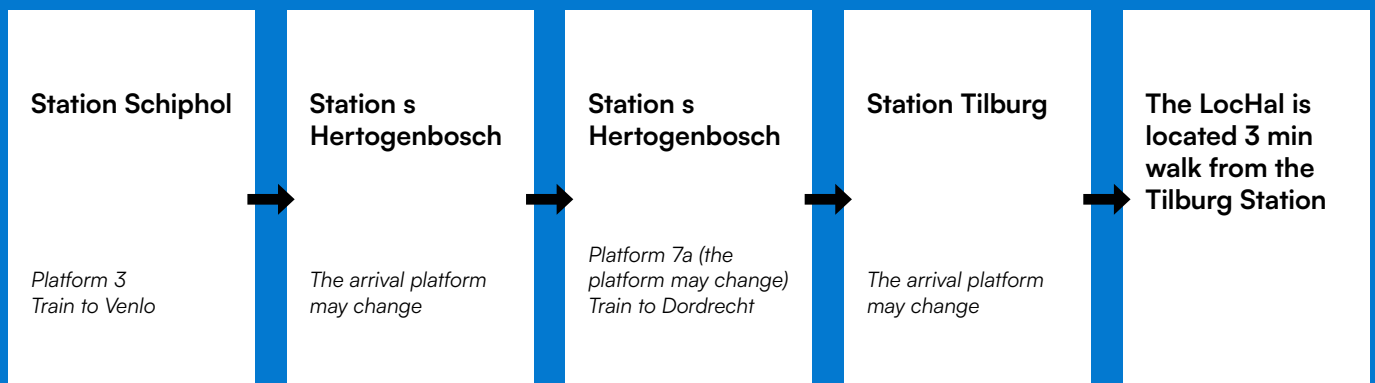 Station Schiphol
Platform 3
Train to Venlo
Station s
Hertogenbosch
The arrival platform
may change
Station s
Hertogenbosch
Platform 7a (the
platform may change)
Train to Dordrecht
Station Tilburg
The arrival platform
may change
The LocHal is
located 3 min
walk from the
Tilburg Station